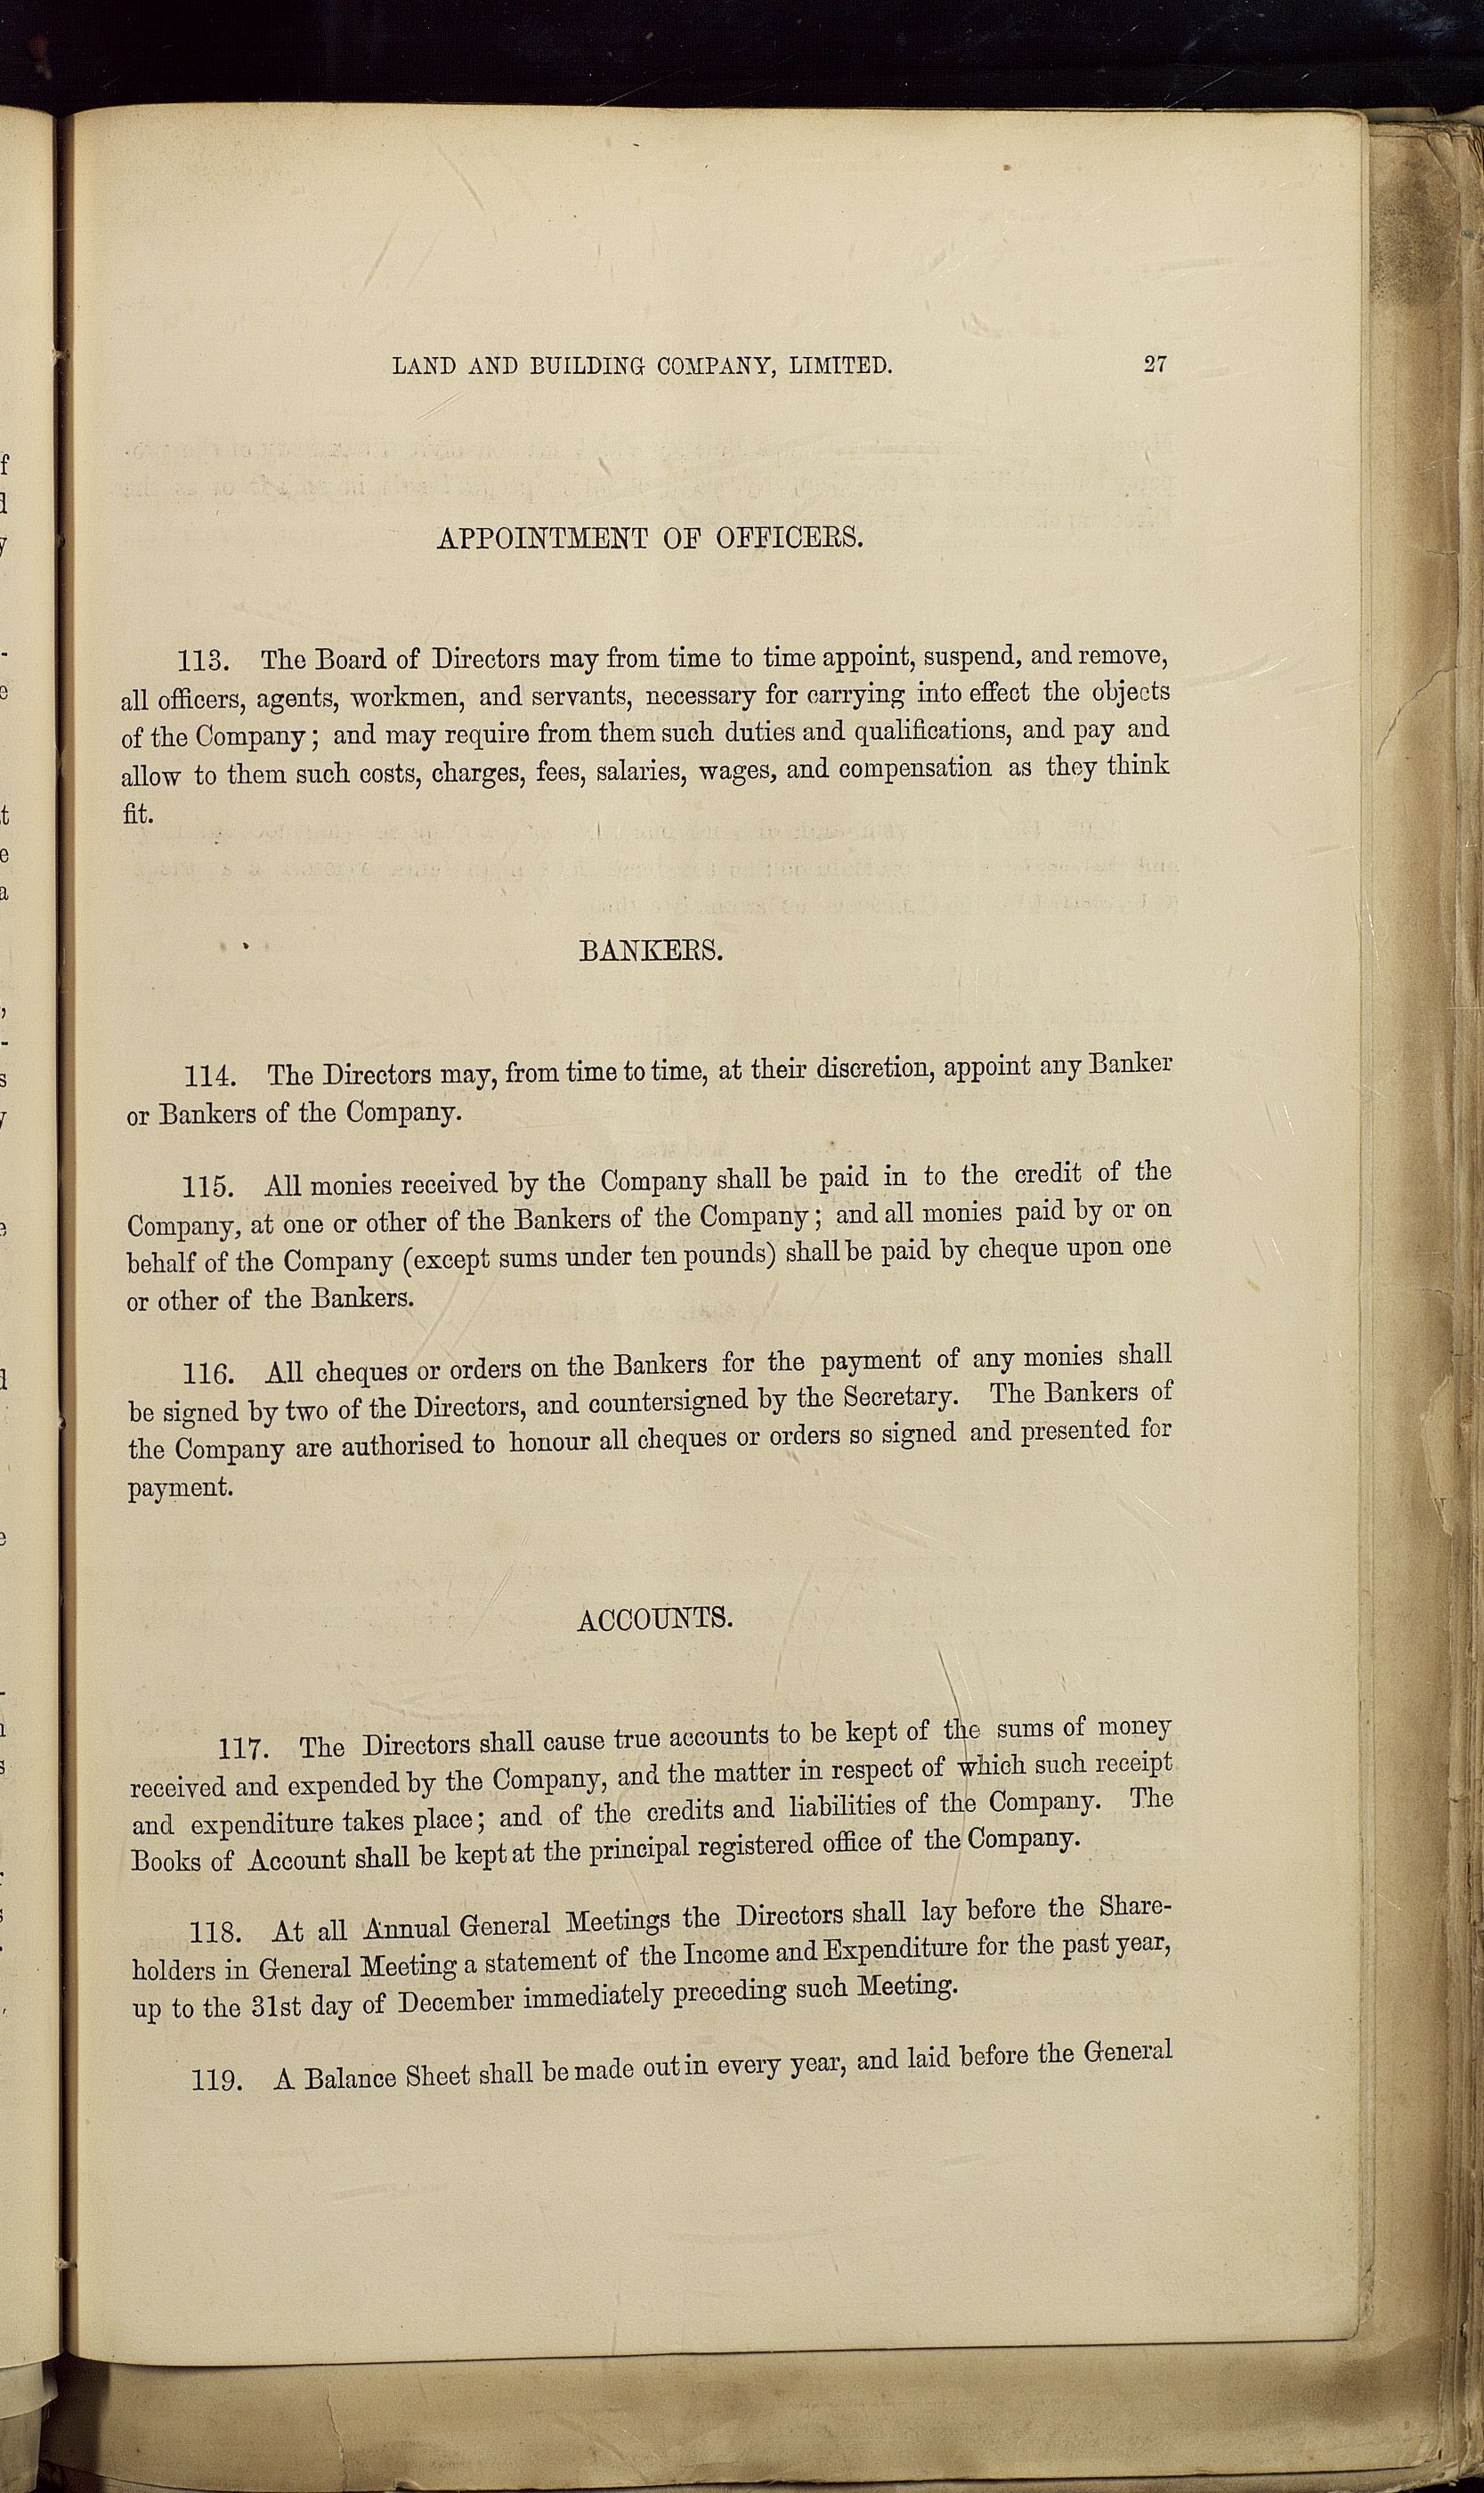 LAND AND BUILDING COMPANY, LIMITED. 27
APPOINTMENT OF OFFICERS.
113. The Board of Directors may from time to time appoint, suspend, and remove,
all officers, agents, workmen, and servants, necessary for carrying into effect the objects
of the Company; and may require from them such duties and qualifications, and pay and
allow to them such costs, charges, fees, salaries, wages, and compensation as they think
fit.
BANKERS.
114. The Directors may, from time to time, at their discretion, appoint any Banker
or Bankers of the Company.
115. All monies received by the Company shall be paid in to the credit of the
Company, at one or other of the Bankers of the Company; and all monies paid by or on
behalf of the Company (except sums under ten pounds) shall be paid by cheque upon one
or other of the Bankers.
116. All cheques or orders on the Bankers for the payment of any monies shall
be signed by two of the Directors, and countersigned by the Secretary. The Bankers of
the Company are authorised to honour all cheques or orders so signed and presented for
payment.
ACCOUNTS.
117. The Directors shall cause true accounts to be kept of the sums of money
received and expended by the Company, and the matter in respect of which such receipt
and expenditure takes place; and of the credits and liabilities of the Company. The
Books of Account shall be kept at the principal registered office of the Company.
118. At all Annual General Meetings the Directors shall lay before the Share-
holders in General Meeting a statement of the Income and Expenditure for the past year,
up to the 31st day of December immediately preceding such Meeting.
119. A Balance Sheet shall be made out in every year, and laid before the General